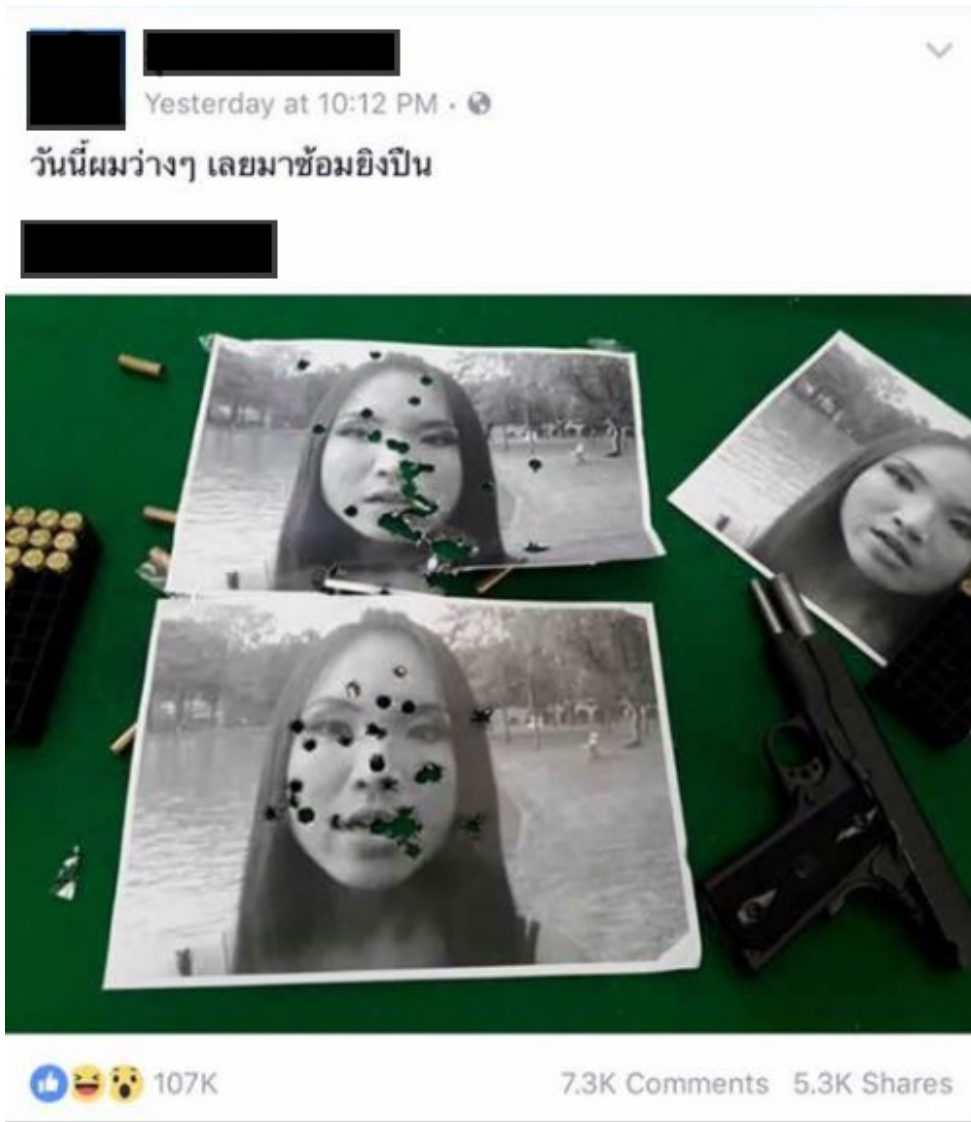 Yesterday at 10:12 PM ·
วันนี้ผมว่างๆ เลยมาซ้อมยิงปืน
107K
7.3K Comments 5.3K Shares